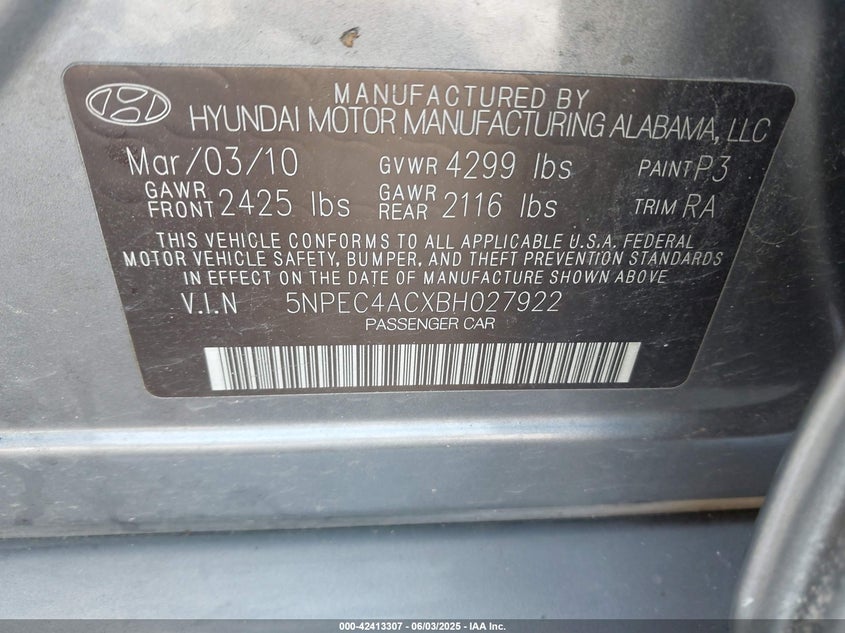 MANUFACTURED BY
HYUNDAI MOTOR MANUFACTURING ALABAMA, LLC
Mar/03/10 GVWR 4299 lbs PAINT P3
GAWR FRONT 2425 lbs GAWR REAR 2116 lbs TRIM RA
THIS VEHICLE CONFORMS TO ALL APPLICABLE U.S.A. FEDERAL
MOTOR VEHICLE SAFETY, BUMPER, AND THEFT PREVENTION STANDARDS
IN EFFECT ON THE DATE OF MANUFACTURE SHOWN ABOVE
V.I.N 5NPEC4ACXBH027922
PASSENGER CAR
000-42413307 - 06/03/2025 - IAA Inc.